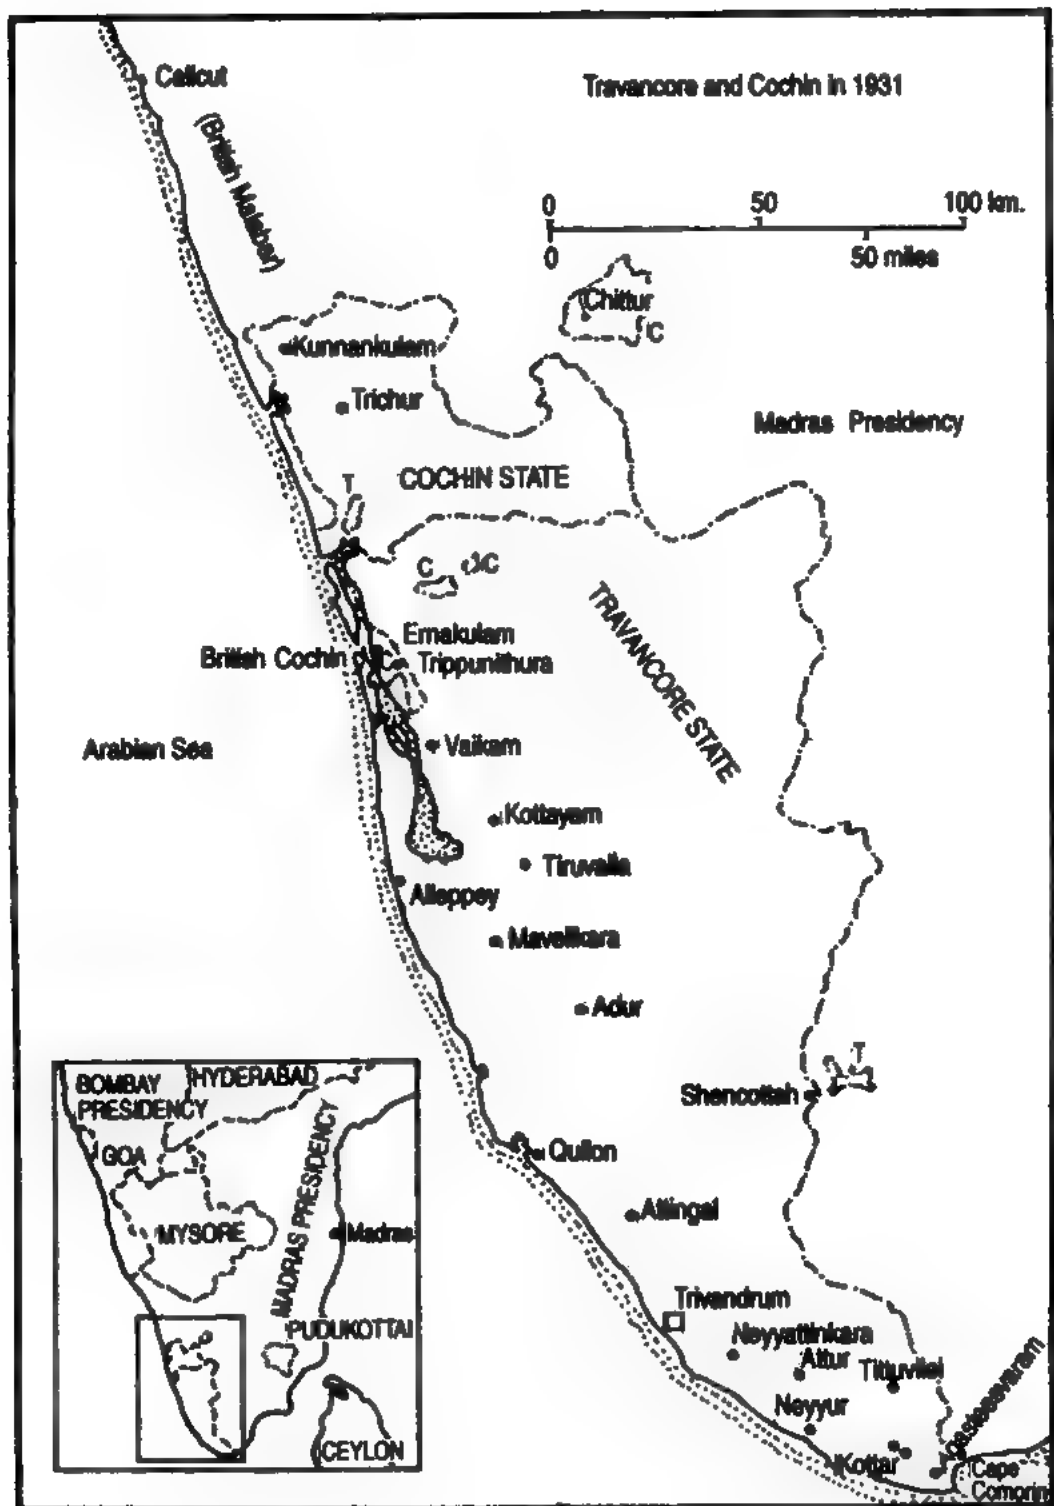 Calicut
Travancore and Cochin in 1931
(British Malabar)
0 50 100 km.
0 50 miles
Chittur
C
Kunnankulam
Trichur
Madras Presidency
T
COCHIN STATE
C
C
TRAVANCORE STATE
Ernakulam
British Cochin
Trippunithura
Arabian Sea
Vaikam
Kottayam
Tiruvalla
Alleppey
Mavelikara
Adur
T
Shencottah
Quilon
Attingal
Trivandrum
Neyyattinkara
Attur
Tittuvilei
Neyyur
Kottar
Cape
Comorin
BOMBAY
PRESIDENCY
HYDERABAD
GOA
MYSORE
MADRAS PRESIDENCY
Madras
PUDUKOTTAI
CEYLON